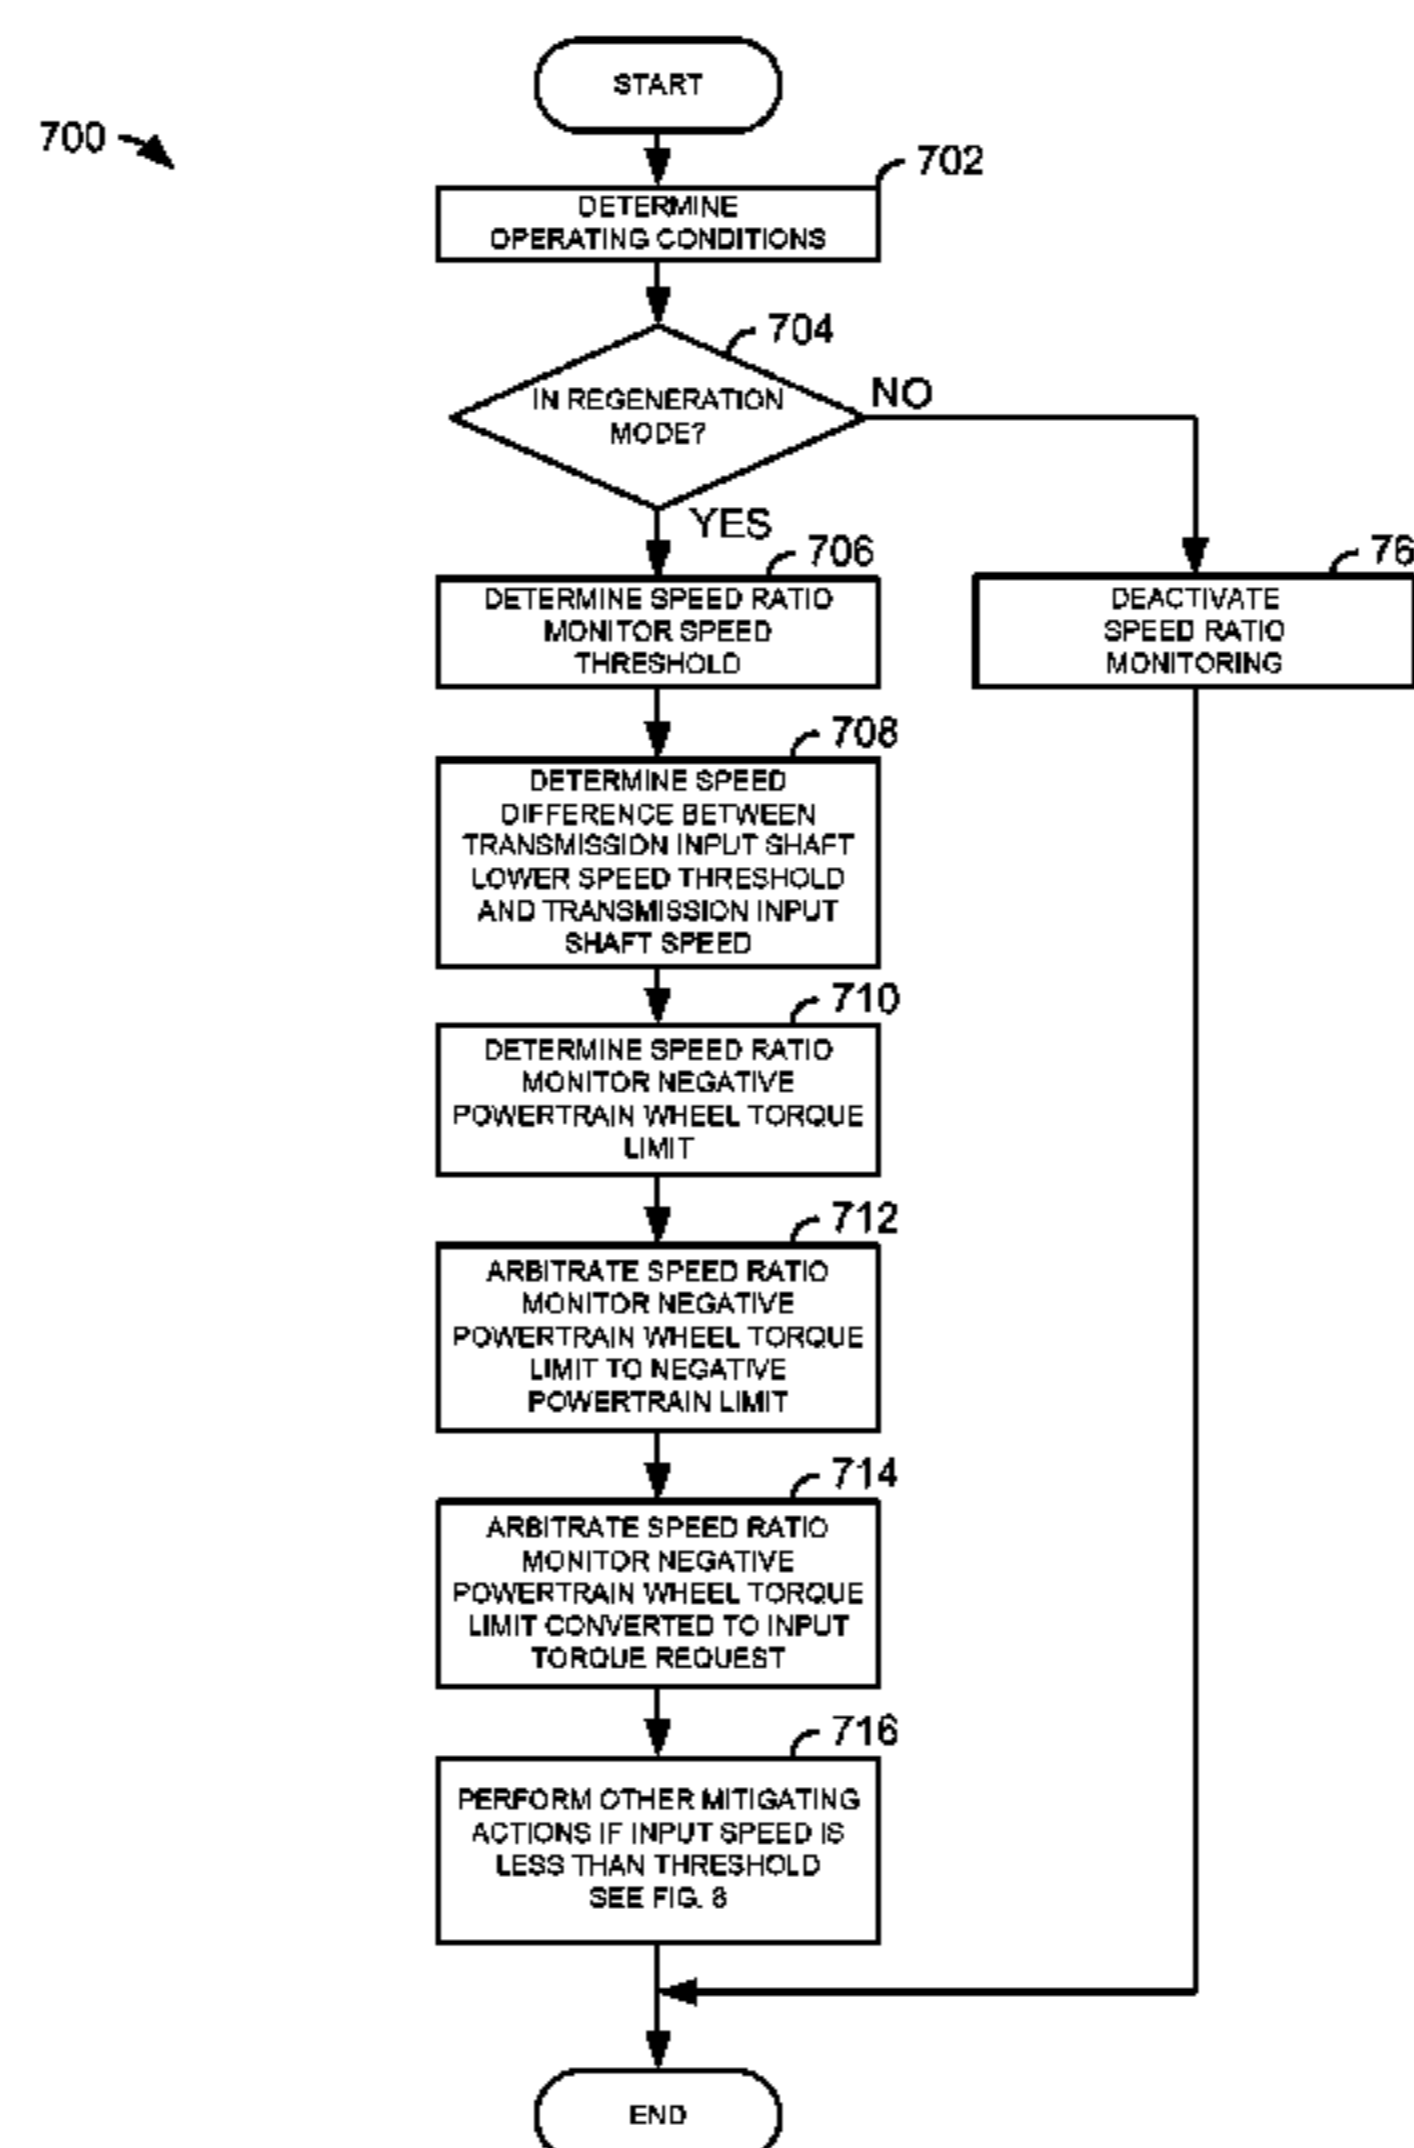 START
700
702
DETERMINE
OPERATING CONDITIONS
704
IN REGENERATION
MODE?
NO
YES
706
DETERMINE SPEED RATIO
MONITOR SPEED
THRESHOLD
76
DEACTIVATE
SPEED RATIO
MONITORING
708
DETERMINE SPEED
DIFFERENCE BETWEEN
TRANSMISSION INPUT SHAFT
LOWER SPEED THRESHOLD
AND TRANSMISSION INPUT
SHAFT SPEED
710
DETERMINE SPEED RATIO
MONITOR NEGATIVE
POWERTRAIN WHEEL TORQUE
LIMIT
712
ARBITRATE SPEED RATIO
MONITOR NEGATIVE
POWERTRAIN WHEEL TORQUE
LIMIT TO NEGATIVE
POWERTRAIN LIMIT
714
ARBITRATE SPEED RATIO
MONITOR NEGATIVE
POWERTRAIN WHEEL TORQUE
LIMIT CONVERTED TO INPUT
TORQUE REQUEST
716
PERFORM OTHER MITIGATING
ACTIONS IF INPUT SPEED IS
LESS THAN THRESHOLD
SEE FIG. 8
END